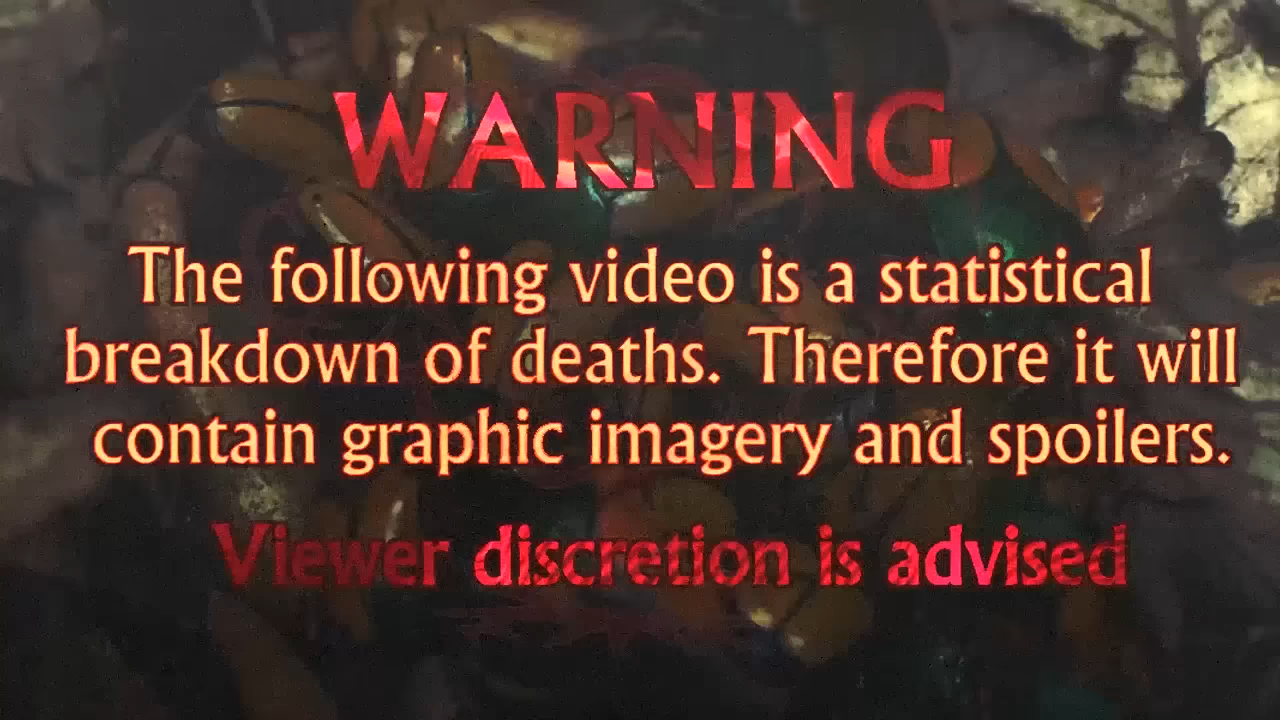 WARNING
The following video is a statistical
breakdown of deaths. Therefore it will
contain graphic imagery and spoilers.
Viewer discretion is advised